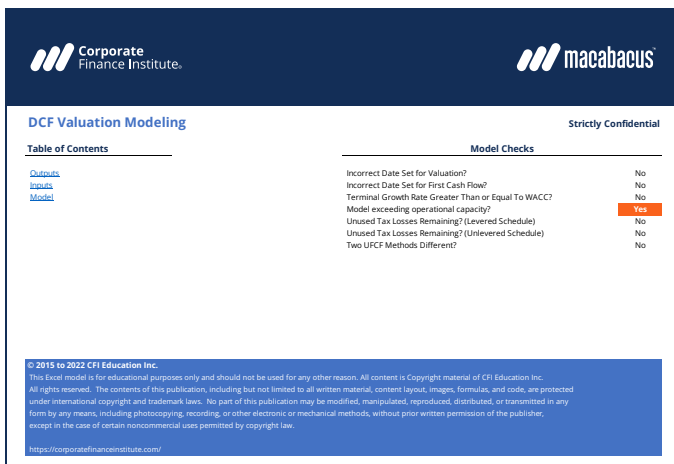 Corporate
Finance Institute®
macabacus™
DCF Valuation Modeling
Strictly Confidential
Table of Contents
Model Checks
Outputs
Inputs
Model
Incorrect Date Set for Valuation? No
Incorrect Date Set for First Cash Flow? No
Terminal Growth Rate Greater Than or Equal To WACC? No
Model exceeding operational capacity? Yes
Unused Tax Losses Remaining? (Levered Schedule) No
Unused Tax Losses Remaining? (Unlevered Schedule) No
Two UFCF Methods Different? No
© 2015 to 2022 CFI Education Inc.
This Excel model is for educational purposes only and should not be used for any other reason. All content is Copyright material of CFI Education Inc.
All rights reserved. The contents of this publication, including but not limited to all written material, content layout, images, formulas, and code, are protected
under international copyright and trademark laws. No part of this publication may be modified, manipulated, reproduced, distributed, or transmitted in any
form by any means, including photocopying, recording, or other electronic or mechanical methods, without prior written permission of the publisher,
except in the case of certain noncommercial uses permitted by copyright law.
https://corporatefinanceinstitute.com/